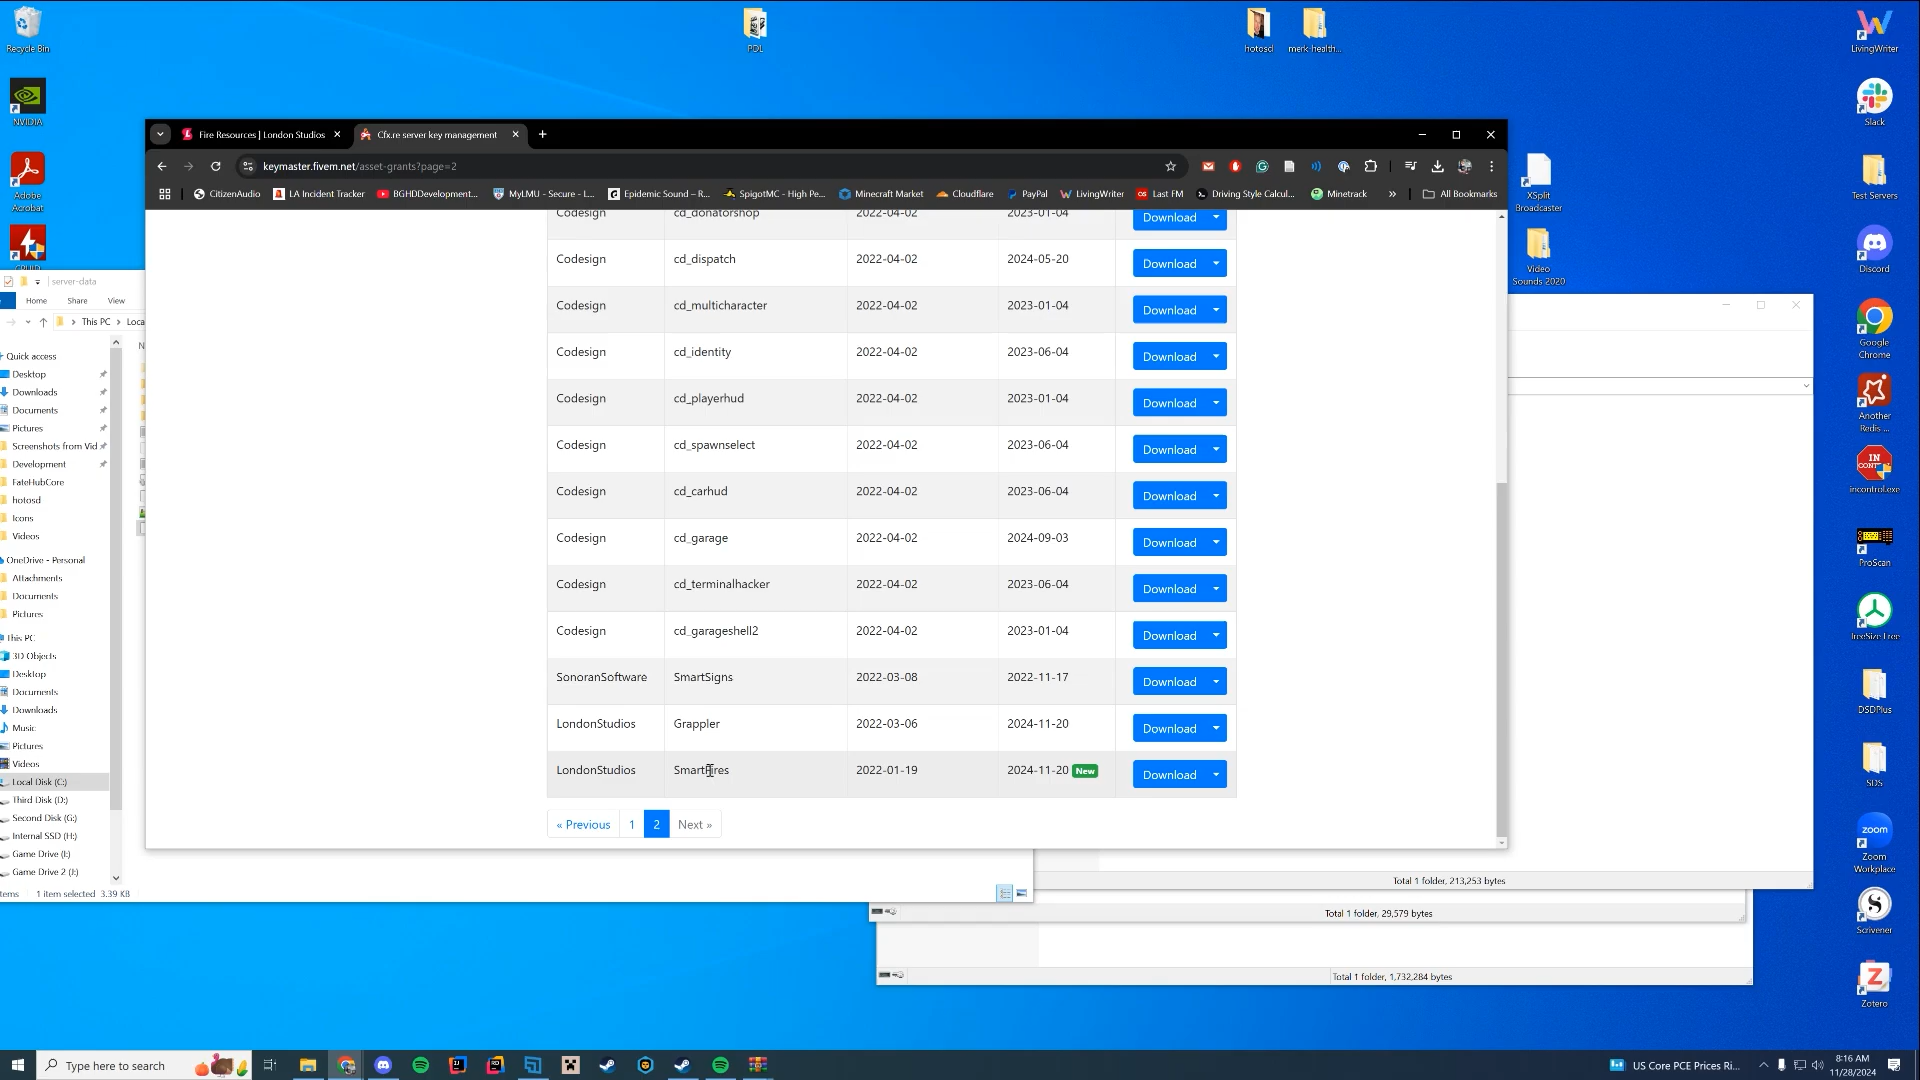 Recycle Bin
PDL
hotoscl
merk-health...
LivingWriter
NVIDIA
Slack
Fire Resources | London Studios
Cfx.re server key management
keymaster.fivem.net/asset-grants?page=2
CitizenAudio
LA Incident Tracker
BGHDDevelopment...
MyLMU - Secure - L...
Epidemic Sound – R...
SpigotMC - High Pe...
Minecraft Market
Cloudflare
PayPal
LivingWriter
Last FM
Driving Style Calcul...
Minetrack
»
All Bookmarks
Adobe Acrobat
XSplit Broadcaster
Test Servers
Video Sounds 2020
Discord
Codesign cd_donatorshop 2022-04-02 2023-01-04 Download
Codesign cd_dispatch 2022-04-02 2024-05-20 Download
Codesign cd_multicharacter 2022-04-02 2023-01-04 Download
Codesign cd_identity 2022-04-02 2023-06-04 Download
Codesign cd_playerhud 2022-04-02 2023-01-04 Download
Codesign cd_spawnselect 2022-04-02 2023-06-04 Download
Codesign cd_carhud 2022-04-02 2023-06-04 Download
Codesign cd_garage 2022-04-02 2024-09-03 Download
Codesign cd_terminalhacker 2022-04-02 2023-06-04 Download
Codesign cd_garageshell2 2022-04-02 2023-01-04 Download
SonoranSoftware SmartSigns 2022-03-08 2022-11-17 Download
LondonStudios Grappler 2022-03-06 2024-11-20 Download
LondonStudios 2022-01-19 2024-11-20 New Download
« Previous 1 2 Next »
server-data
Home Share View
This PC > Loca
Quick access
Desktop
Downloads
Documents
Pictures
Screenshots from Vid
Development
FateHubCore
hotosd
Icons
Videos
OneDrive - Personal
Attachments
Documents
Pictures
This PC
3D Objects
Desktop
Documents
Downloads
Music
Pictures
Videos
Local Disk (C:)
Third Disk (D:)
Second Disk (G:)
Internal SSD (H:)
Game Drive (I:)
Game Drive 2 (J:)
tems 1 item selected 3.39 KB
Total 1 folder, 213,253 bytes
Total 1 folder, 29,579 bytes
Total 1 folder, 1,732,284 bytes
Google Chrome
Another Redis ...
IN CONTROL
incontrol.exe
ProScan
TreeSize Free
DSDPlus
SDS
zoom
Zoom Workplace
Scrivener
Zotero
Type here to search
US Core PCE Prices Ri...
8:16 AM
11/28/2024